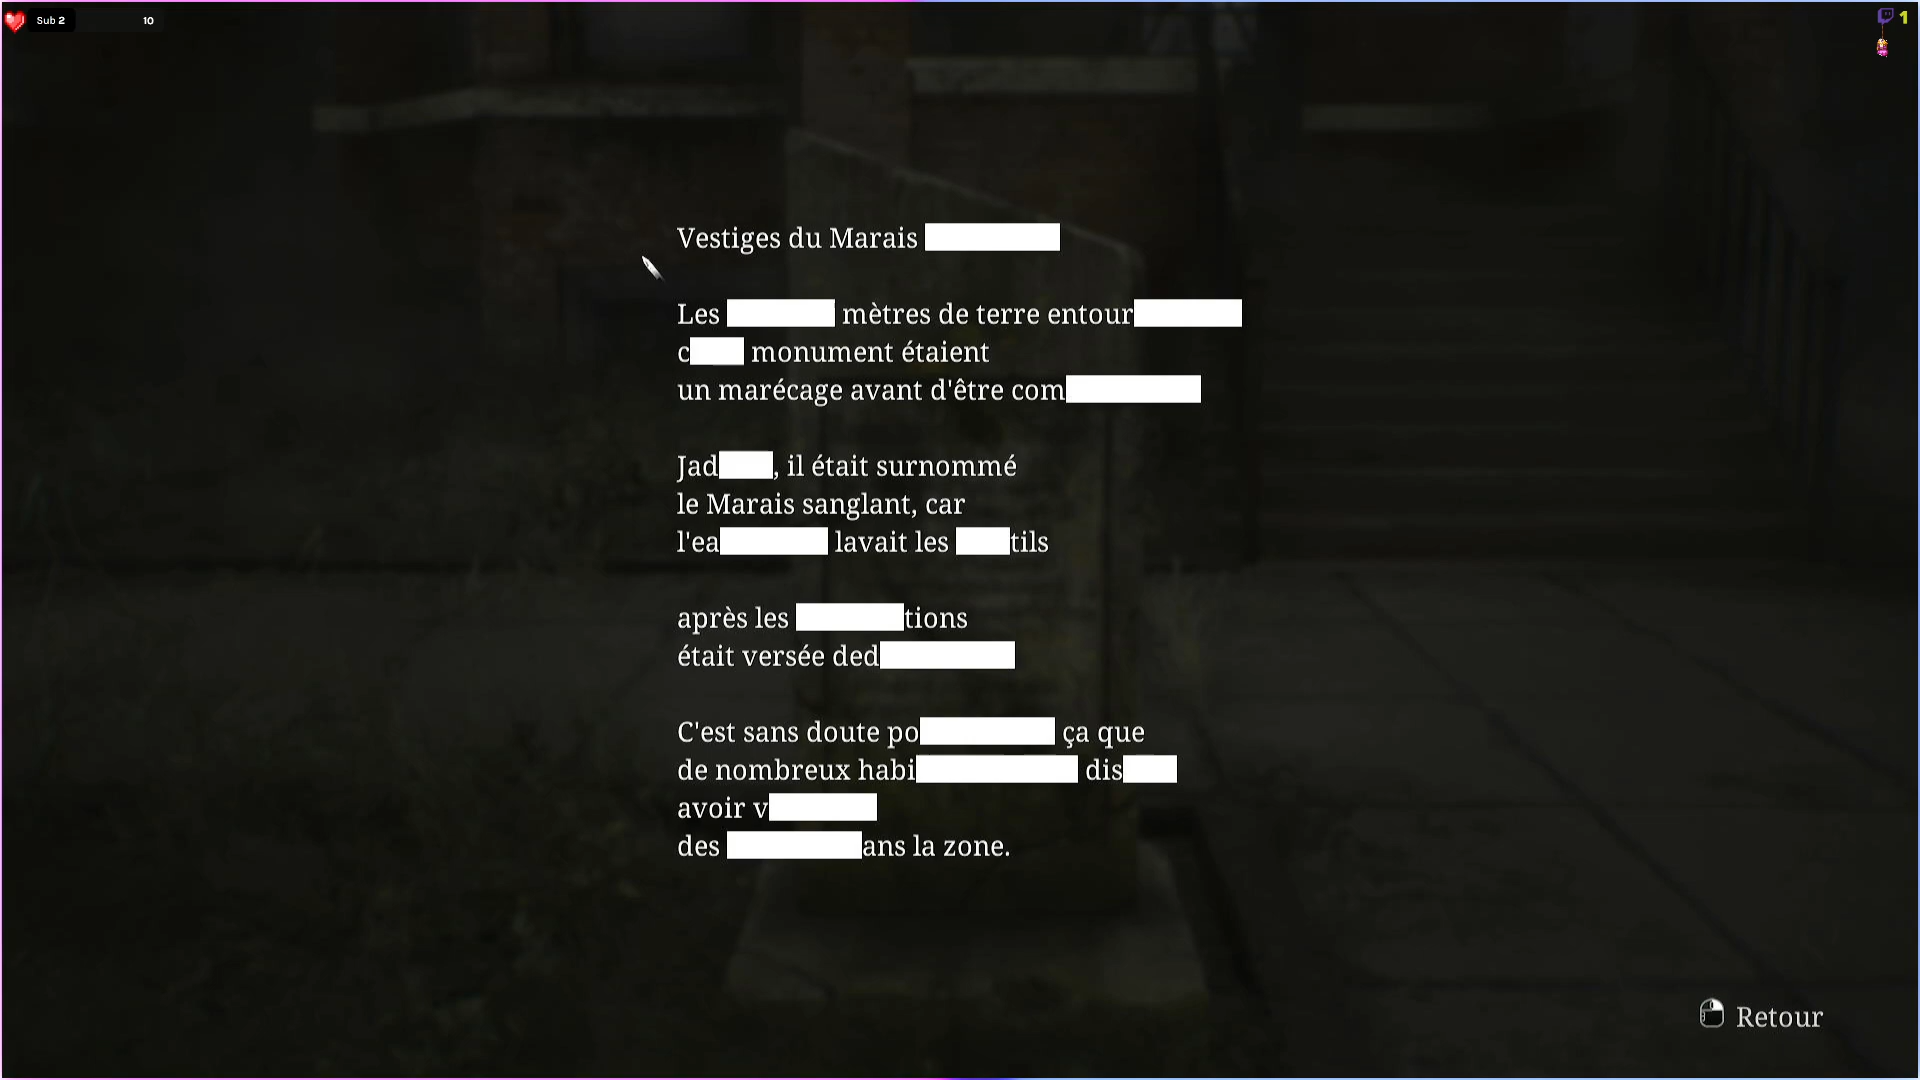 Sub 2
10
1
Vestiges du Marais
Les mètres de terre entour
c monument étaient
un marécage avant d'être com
Jad , il était surnommé
le Marais sanglant, car
l'ea lavait les tils
après les tions
était versée ded
C'est sans doute po ça que
de nombreux habi dis
avoir v
des ans la zone.
Retour